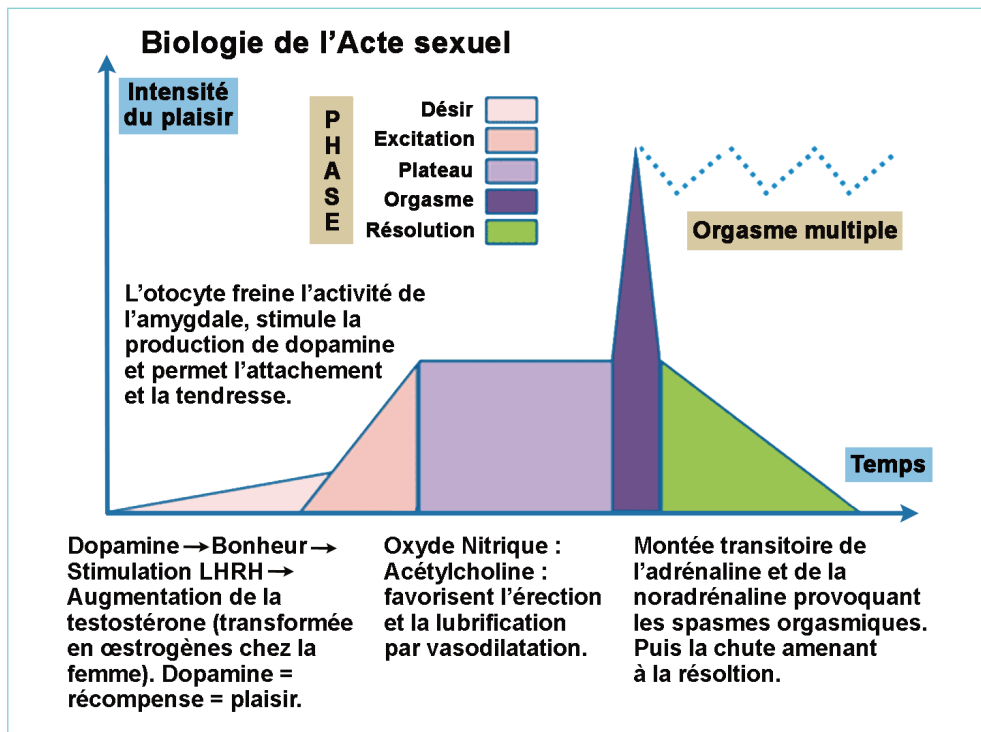 Biologie de l'Acte sexuel
Intensité
du plaisir
PHASE
Désir
Excitation
Plateau
Orgasme
Résolution
Orgasme multiple
L'otocyte freine l'activité de
l'amygdale, stimule la
production de dopamine
et permet l'attachement
et la tendresse.
Temps
Dopamine → Bonheur →
Stimulation LHRH →
Augmentation de la
testostérone (transformée
en œstrogènes chez la
femme). Dopamine =
récompense = plaisir.
Oxyde Nitrique :
Acétylcholine :
favorisent l'érection
et la lubrification
par vasodilatation.
Montée transitoire de
l'adrénaline et de la
noradrénaline provoquant
les spasmes orgasmiques.
Puis la chute amenant
à la résoltion.